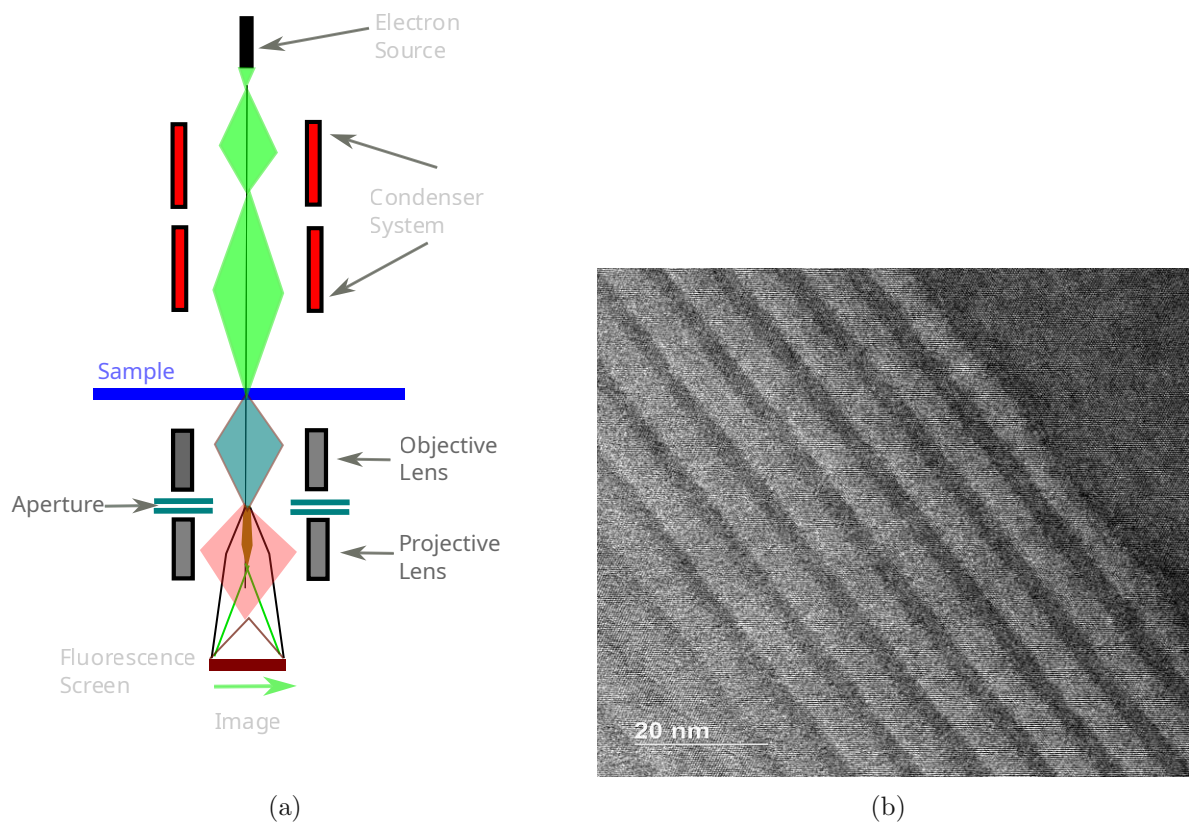 Electron
Source
Condenser
System
Sample
Objective
Lens
Aperture
Projective
Lens
Fluorescence
Screen
Image
20 nm
(a)
(b)